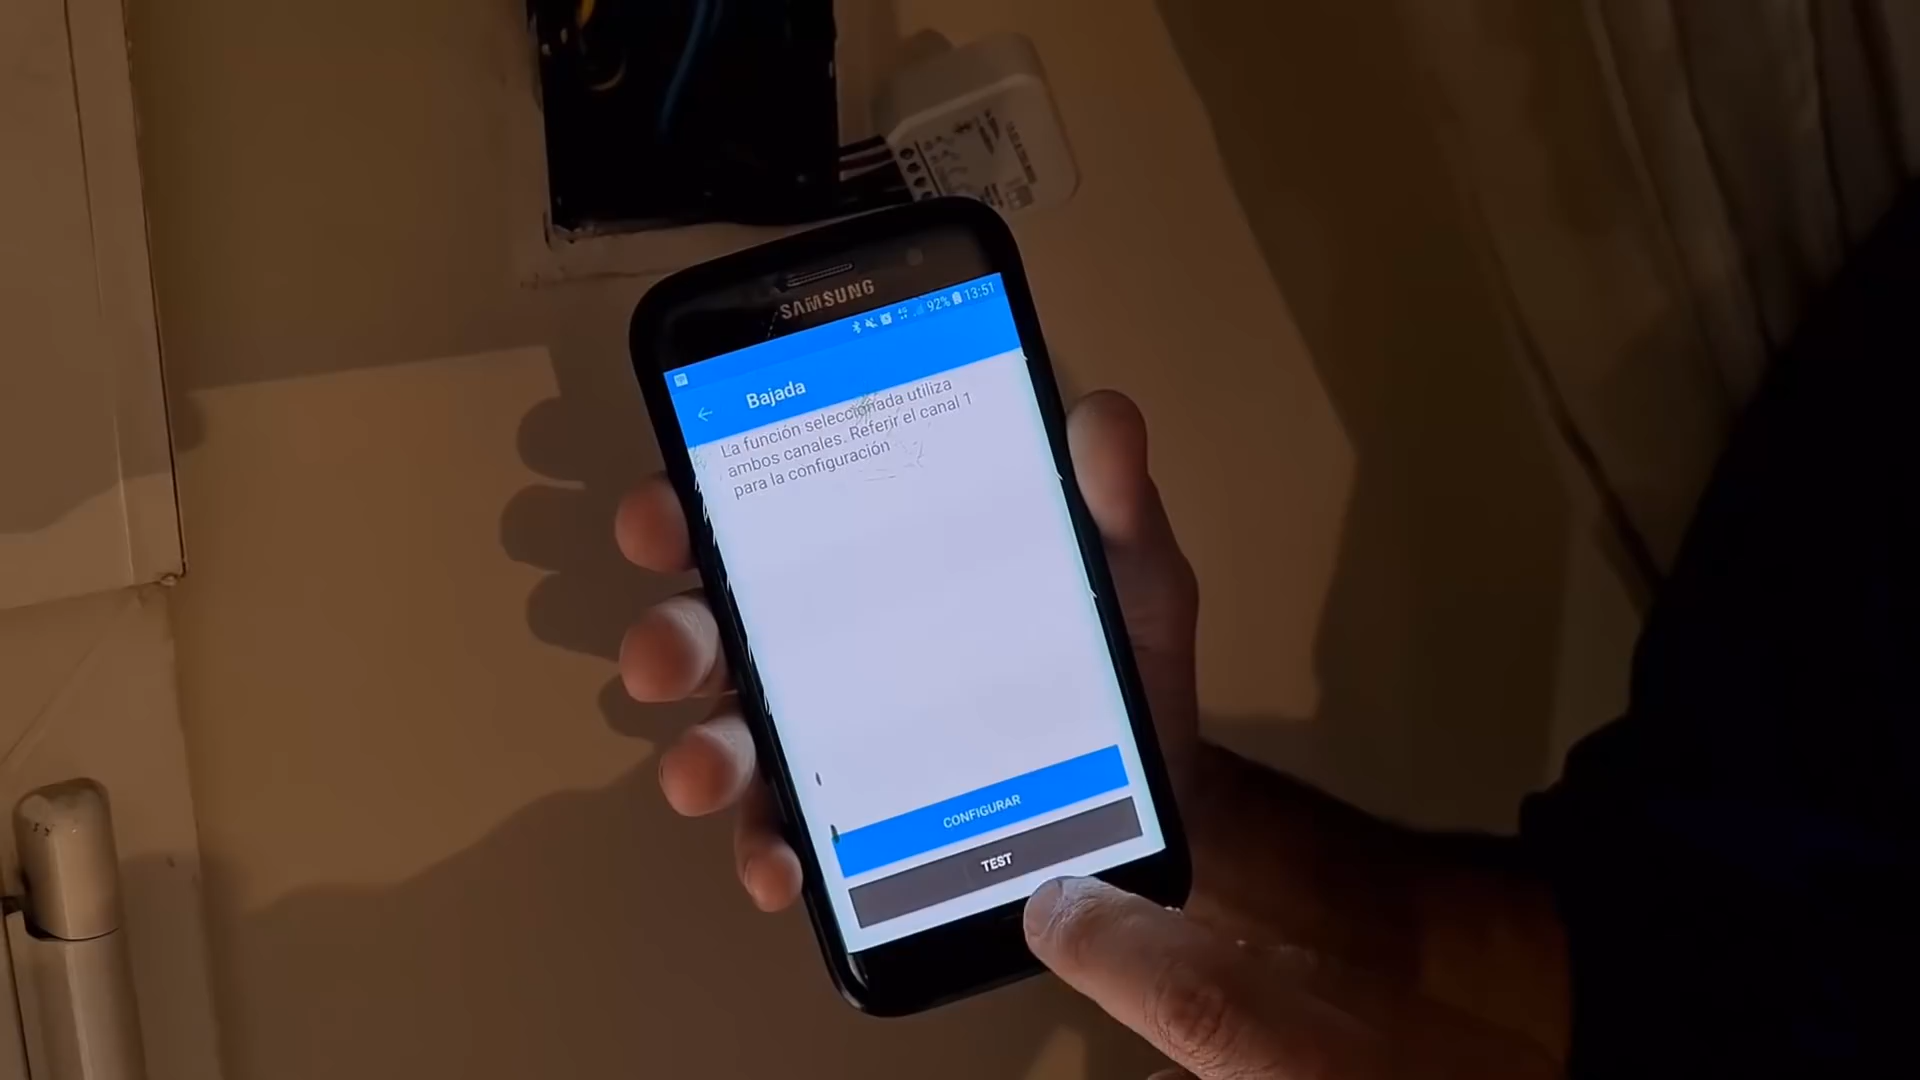 SAMSUNG
92% 13:51
Bajada
La función seleccionada utiliza
ambos canales. Referir el canal 1
para la configuración
CONFIGURAR
TEST